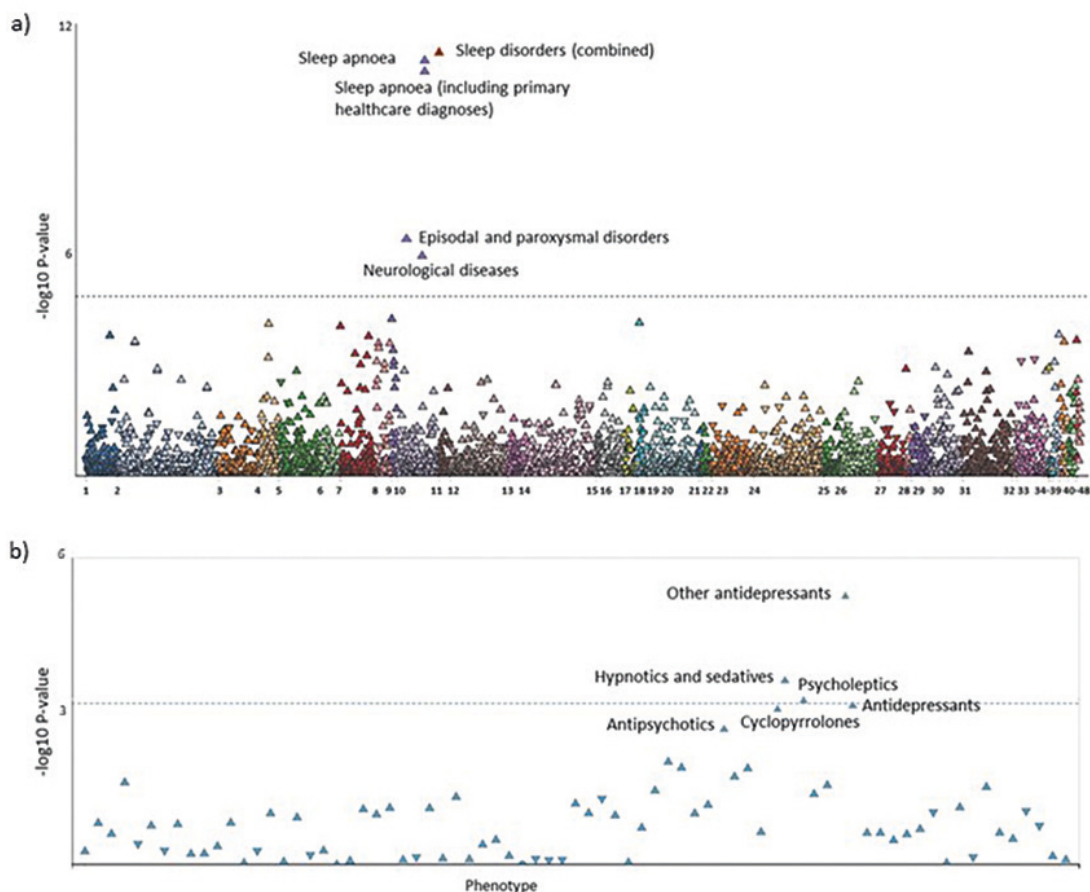 a)
12
Sleep apnoea
Sleep disorders (combined)
Sleep apnoea (including primary
healthcare diagnoses)
-log10 P-value
Episodal and paroxysmal disorders
6
Neurological diseases
1 2 3 4 5 6 7 8 9 10 11 12 13 14 15 16 17 18 19 20 21 22 23 24 25 26 27 28 29 30 31 32 33 34 -39 40-48
b)
6
Other antidepressants
-log10 P-value
Hypnotics and sedatives
Psycholeptics
3
Antidepressants
Antipsychotics
Cyclopyrrolones
Phenotype